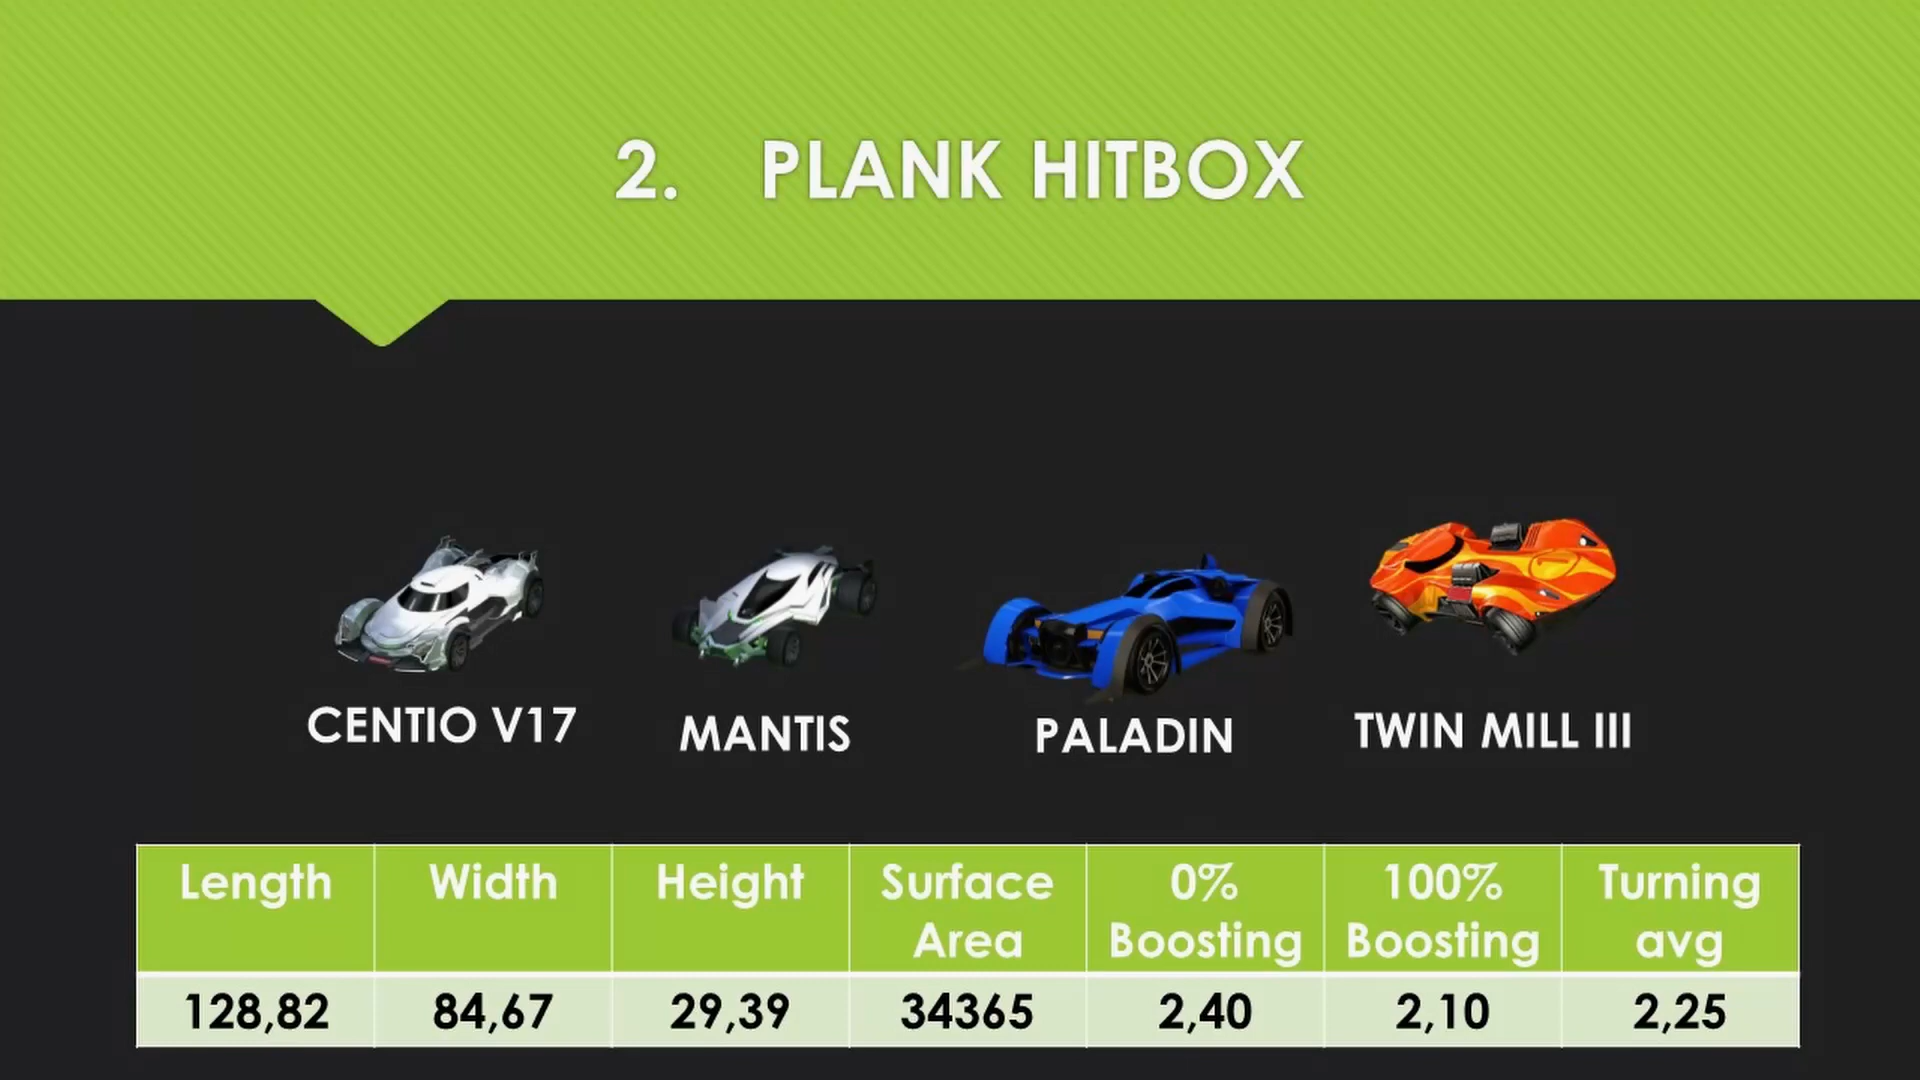 2. PLANK HITBOX
CENTIO V17
MANTIS
PALADIN
TWIN MILL III
Length Width Height Surface Area 0% Boosting 100% Boosting Turning avg
128,82 84,67 29,39 34365 2,40 2,10 2,25